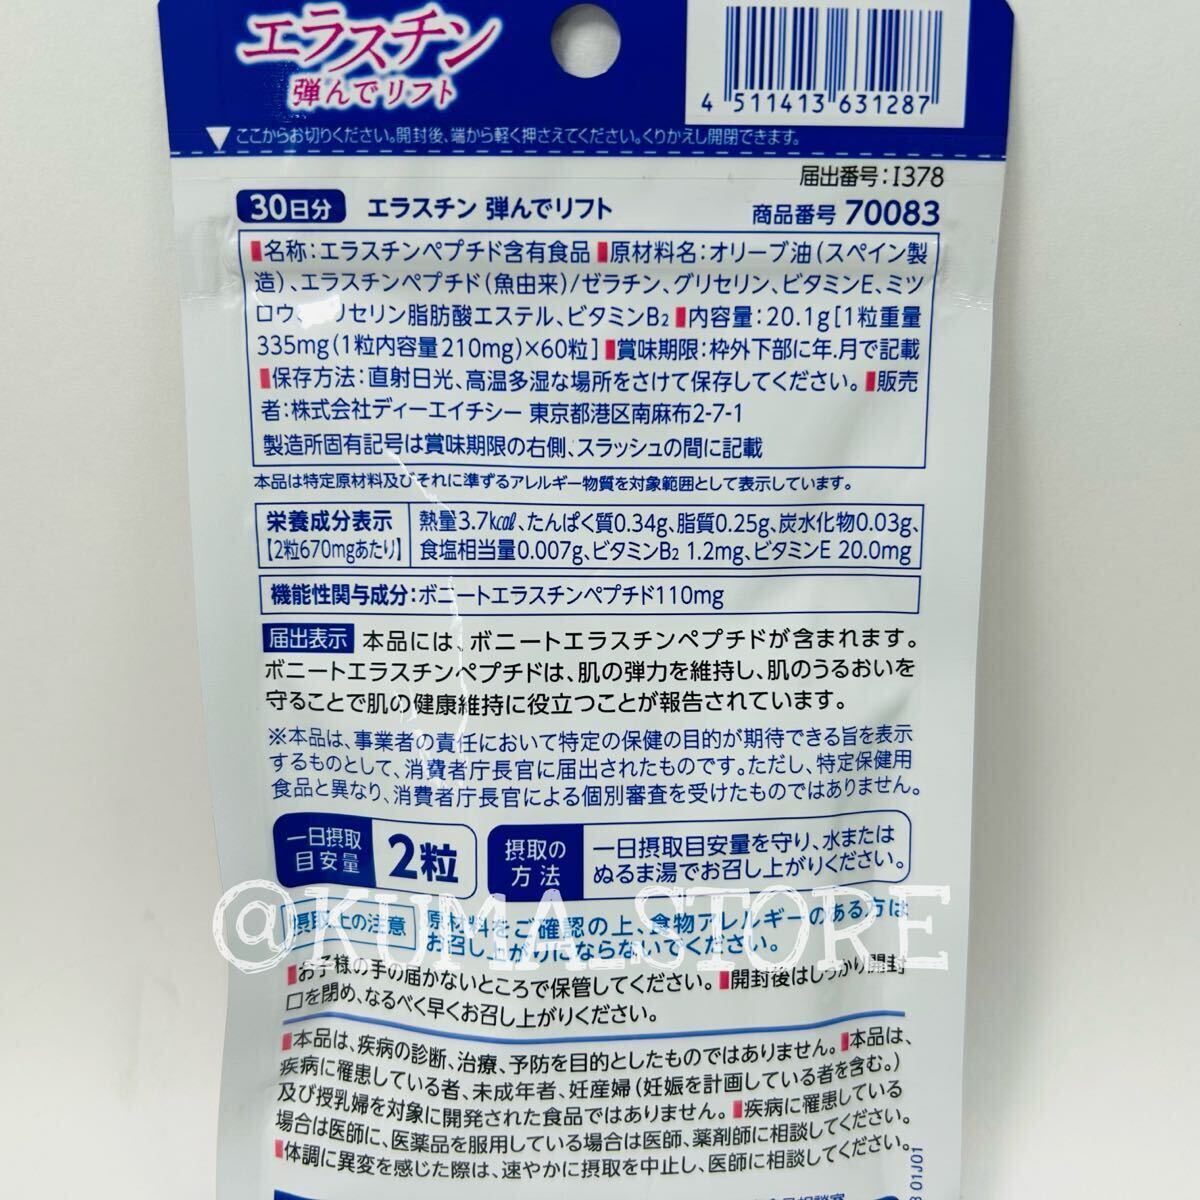 エラスチン
弾んでリフト
4 511413 631287
ここからお切りください。開封後、端から軽く押さえてください。くりかえし開閉できます。
届出番号:I378
30日分 エラスチン 弾んでリフト 商品番号 70083
名称:エラスチンペプチド含有食品 原材料名:オリーブ油(スペイン製
造)、エラスチンペプチド(魚由来)/ゼラチン、グリセリン、ビタミンE、ミツ
ロウ、グリセリン脂肪酸エステル、ビタミンB2 内容量:20.1g[1粒重量
335mg(1粒内容量210mg)×60粒] 賞味期限:枠外下部に年.月で記載
保存方法:直射日光、高温多湿な場所をさけて保存してください。 販売
者:株式会社ディーエイチシー 東京都港区南麻布2-7-1
製造所固有記号は賞味期限の右側、スラッシュの間に記載
本品は特定原材料及びそれに準ずるアレルギー物質を対象範囲として表示しています。
栄養成分表示
【2粒670mgあたり】
熱量3.7kcal、たんぱく質0.34g、脂質0.25g、炭水化物0.03g、
食塩相当量0.007g、ビタミンB2 1.2mg、ビタミンE 20.0mg
機能性関与成分:ボニートエラスチンペプチド110mg
届出表示 本品には、ボニートエラスチンペプチドが含まれます。
ボニートエラスチンペプチドは、肌の弾力を維持し、肌のうるおいを
守ることで肌の健康維持に役立つことが報告されています。
※本品は、事業者の責任において特定の保健の目的が期待できる旨を表示
するものとして、消費者庁長官に届出されたものです。ただし、特定保健用
食品と異なり、消費者庁長官による個別審査を受けたものではありません。
一日摂取
目安量
2粒
摂取の
方法
一日摂取目安量を守り、水または
ぬるま湯でお召し上がりください。
@KUMA_STORE
摂取上の注意 原材料をご確認の上、食物アレルギーのある方は
お召し上がりにならないでください。
お子様の手の届かないところで保管してください。 開封後はしっかり開封
口を閉め、なるべく早くお召し上がりください。
本品は、疾病の診断、治療、予防を目的としたものではありません。 本品は、
疾病に罹患している者、未成年者、妊産婦(妊娠を計画している者を含む。)
及び授乳婦を対象に開発された食品ではありません。 疾病に罹患している
場合は医師に、医薬品を服用している場合は医師、薬剤師に相談してください。
体調に異変を感じた際は、速やかに摂取を中止し、医師に相談してください。